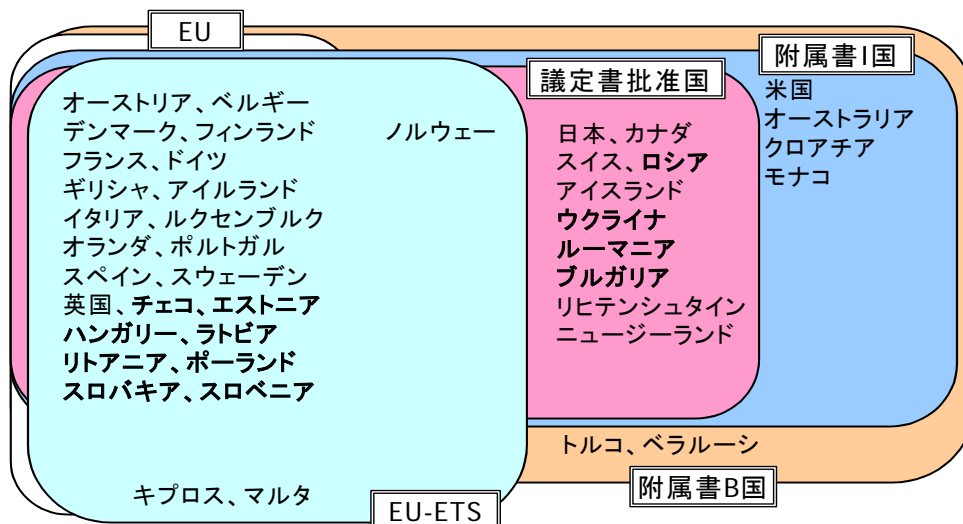 EU
附属書I国
議定書批准国
米国
オーストラリア
クロアチア
モナコ
オーストリア、ベルギー
デンマーク、フィンランド
フランス、ドイツ
ギリシャ、アイルランド
イタリア、ルクセンブルク
オランダ、ポルトガル
スペイン、スウェーデン
英国、チェコ、エストニア
ハンガリー、ラトビア
リトアニア、ポーランド
スロバキア、スロベニア
ノルウェー
日本、カナダ
スイス、ロシア
アイスランド
ウクライナ
ルーマニア
ブルガリア
リヒテンシュタイン
ニュージーランド
トルコ、ベラルーシ
附属書B国
キプロス、マルタ
EU-ETS